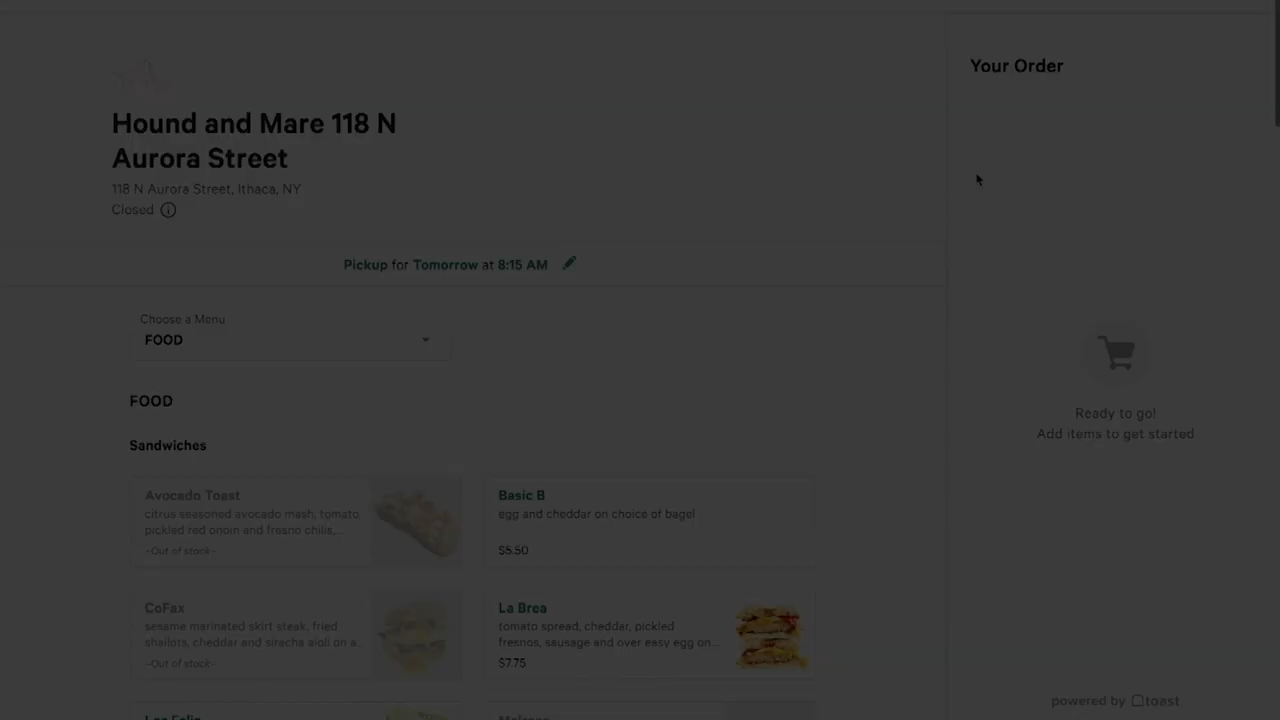 Hound and Mare 118 N
Aurora Street
118 N Aurora Street, Ithaca, NY
Closed
Pickup for Tomorrow at 8:15 AM
Your Order
Choose a Menu
FOOD
FOOD
Sandwiches
Avocado Toast
citrus seasoned avocado mash, tomato,
pickled red onoin and fresno chilis,...
-Out of stock-
Basic B
egg and cheddar on choice of bagel
$5.50
CoFax
sesame marinated skirt steak, fried
shallots, cheddar and siracha aioli on a...
-Out of stock-
La Brea
tomato spread, cheddar, pickled
fresnos, sausage and over easy egg on...
$7.75
Los Feliz
Melrose
Ready to go!
Add items to get started
powered by toast